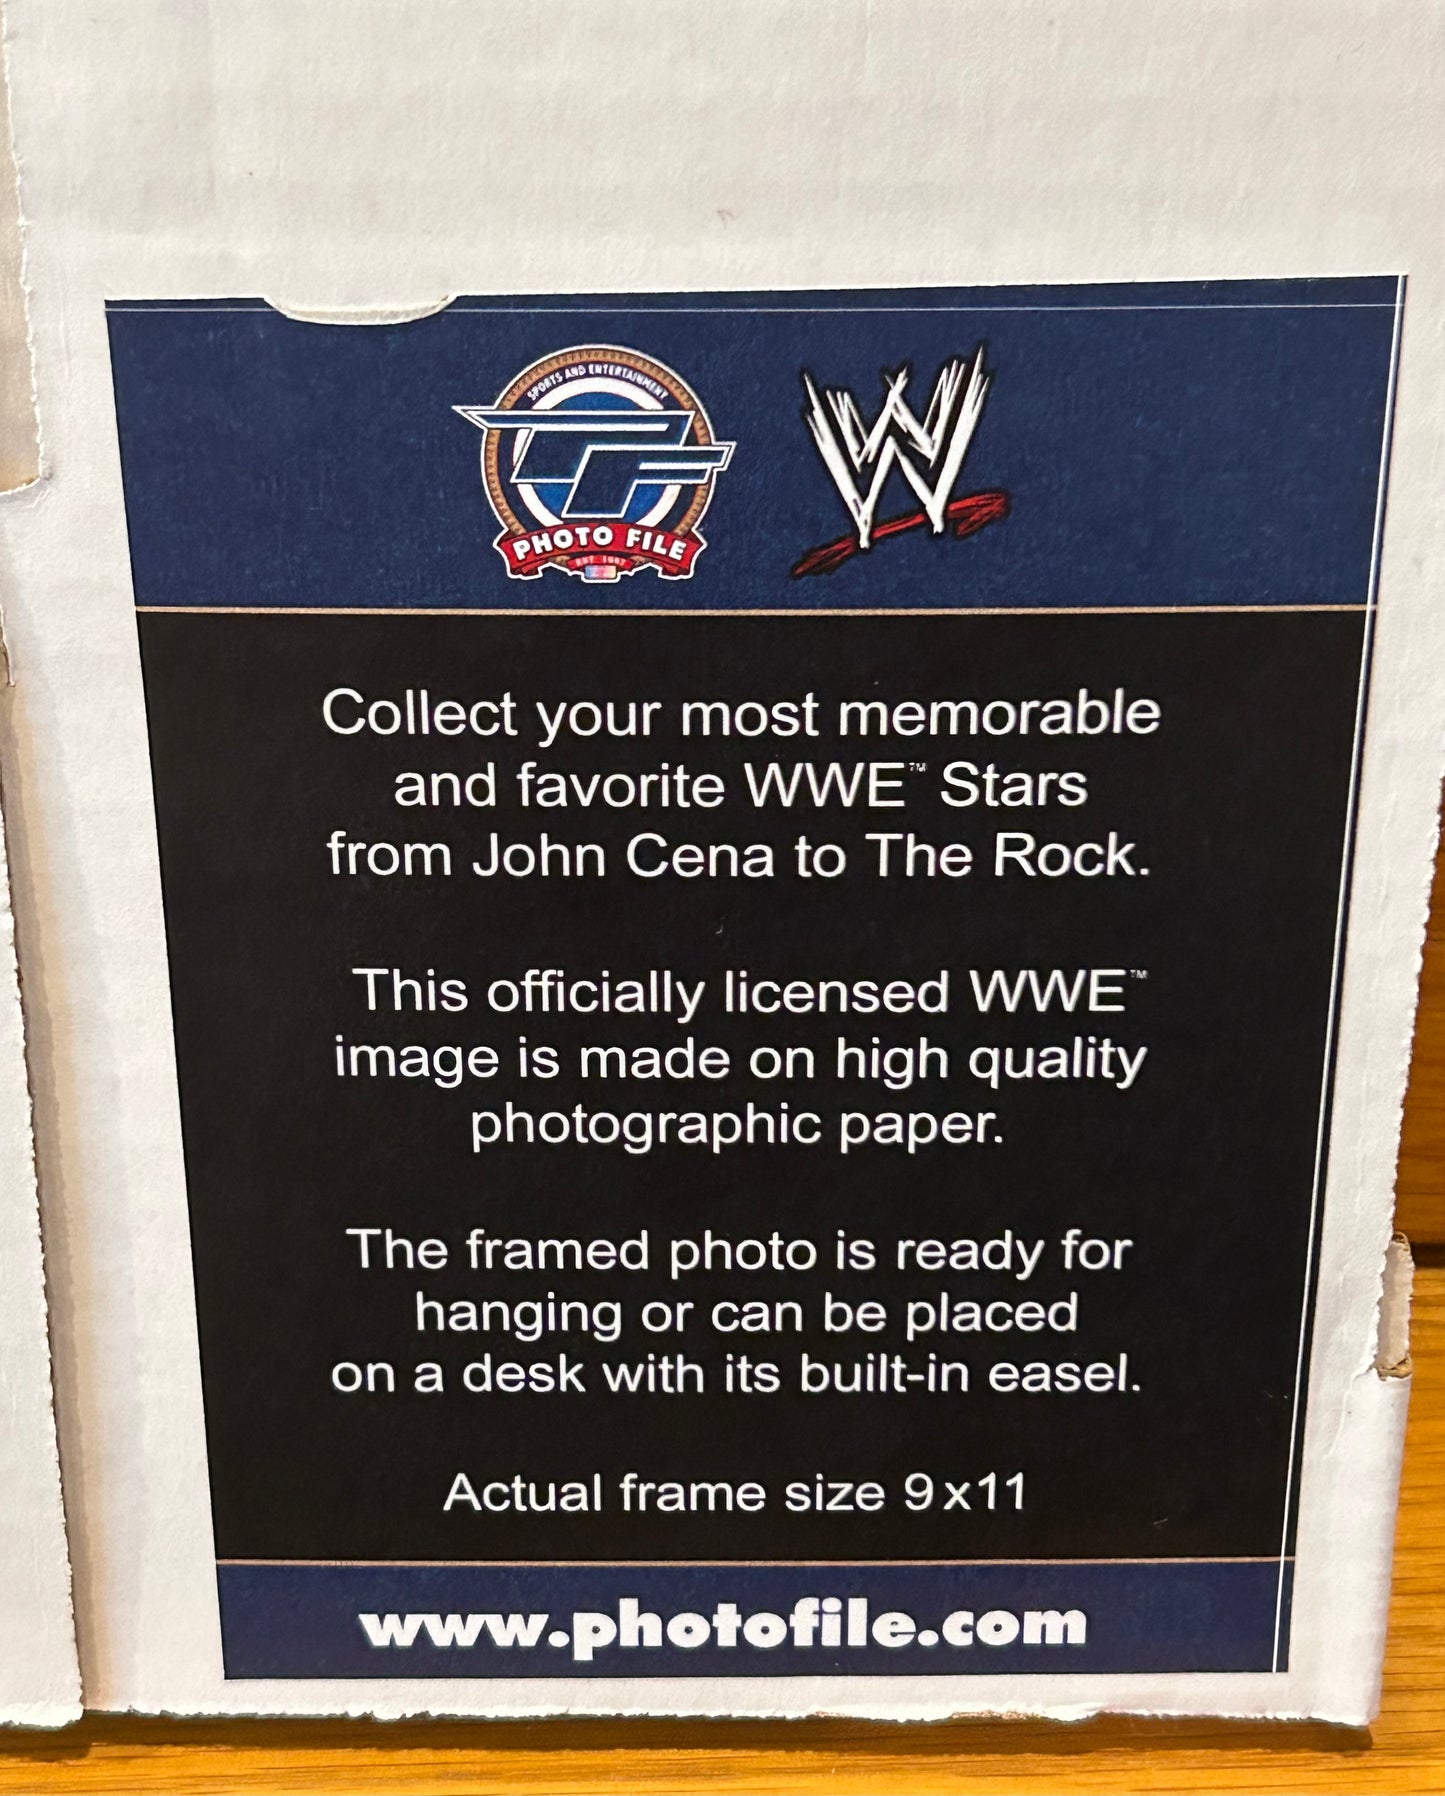 SPORTS AND ENTERTAINMENT
PF
PHOTO FILE
W
Collect your most memorable
and favorite WWE™ Stars
from John Cena to The Rock.
This officially licensed WWE™
image is made on high quality
photographic paper.
The framed photo is ready for
hanging or can be placed
on a desk with its built-in easel.
Actual frame size 9x11
www.photofile.com